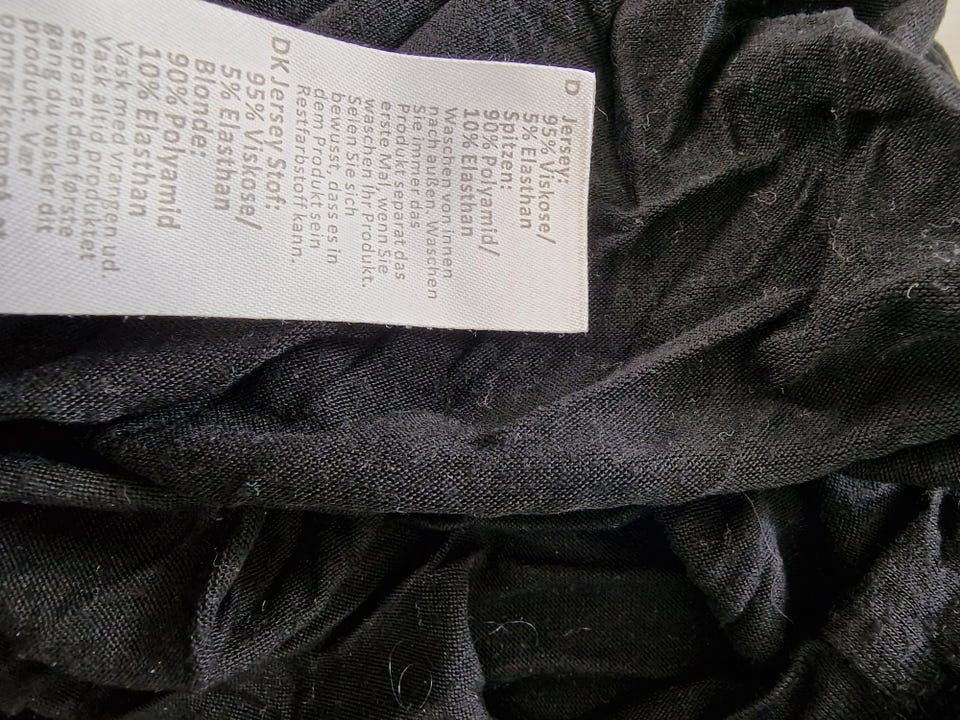 D
Jersey:
95% Viskose/
5% Elasthan
Spitzen:
90% Polyamid/
10% Elasthan
Waschen von innen
nach außen. Waschen
Sie immer das
Produkt separat das
erste Mal, wenn Sie
waschen Ihr Produkt.
Seien Sie sich
bewusst, dass es in
dem Produkt sein
Restfarbstoff kann.
DK Jersey Stof:
95% Viskose/
5% Elasthan
Blonde:
90% Polyamid
10% Elasthan
Vask med vrangen ud.
Vask altid produktet
separat den første
gang du vasker dit
produkt. Vær